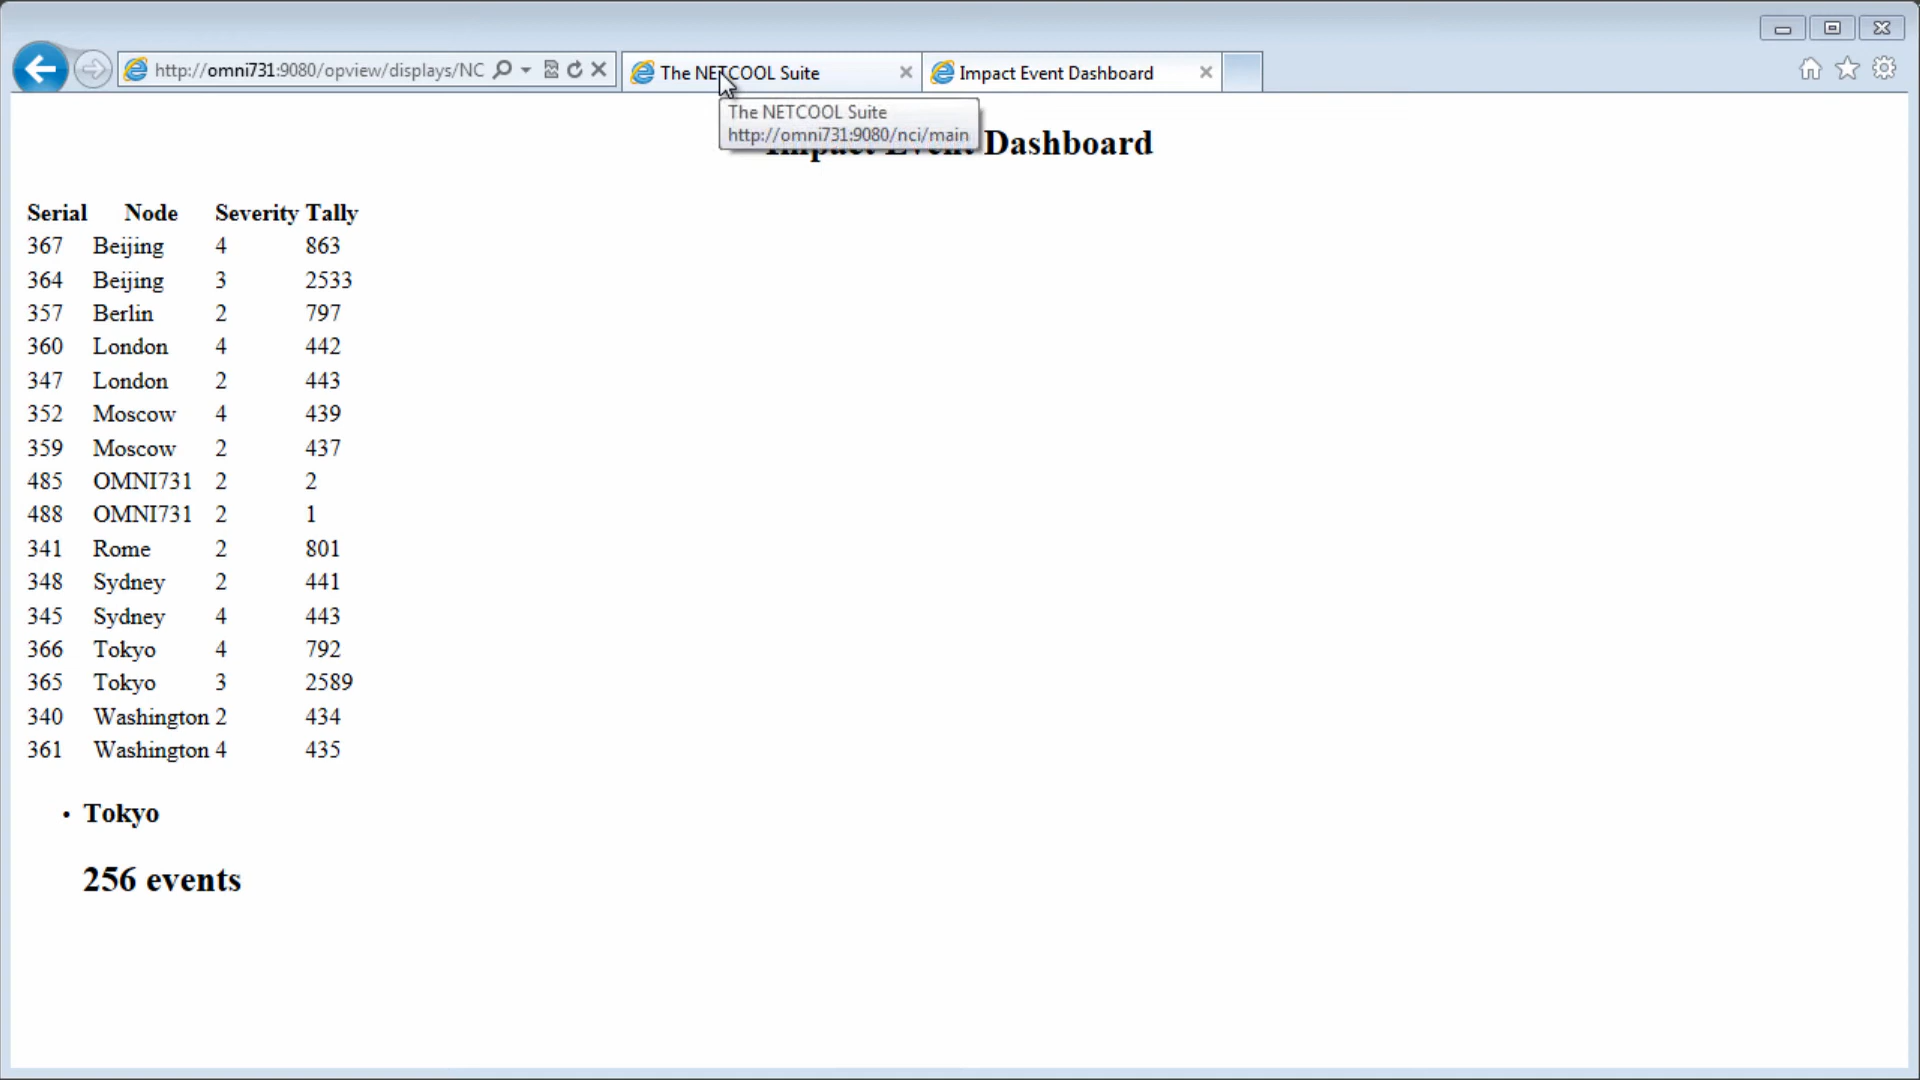 http://omni731:9080/opview/displays/NC
The NETCOOL Suite
Impact Event Dashboard
The NETCOOL Suite
http://omni731:9080/nci/main
Impact Event Dashboard
Serial Node Severity Tally
367 Beijing 4 863
364 Beijing 3 2533
357 Berlin 2 797
360 London 4 442
347 London 2 443
352 Moscow 4 439
359 Moscow 2 437
485 OMNI731 2 2
488 OMNI731 2 1
341 Rome 2 801
348 Sydney 2 441
345 Sydney 4 443
366 Tokyo 4 792
365 Tokyo 3 2589
340 Washington 2 434
361 Washington 4 435
• Tokyo
256 events